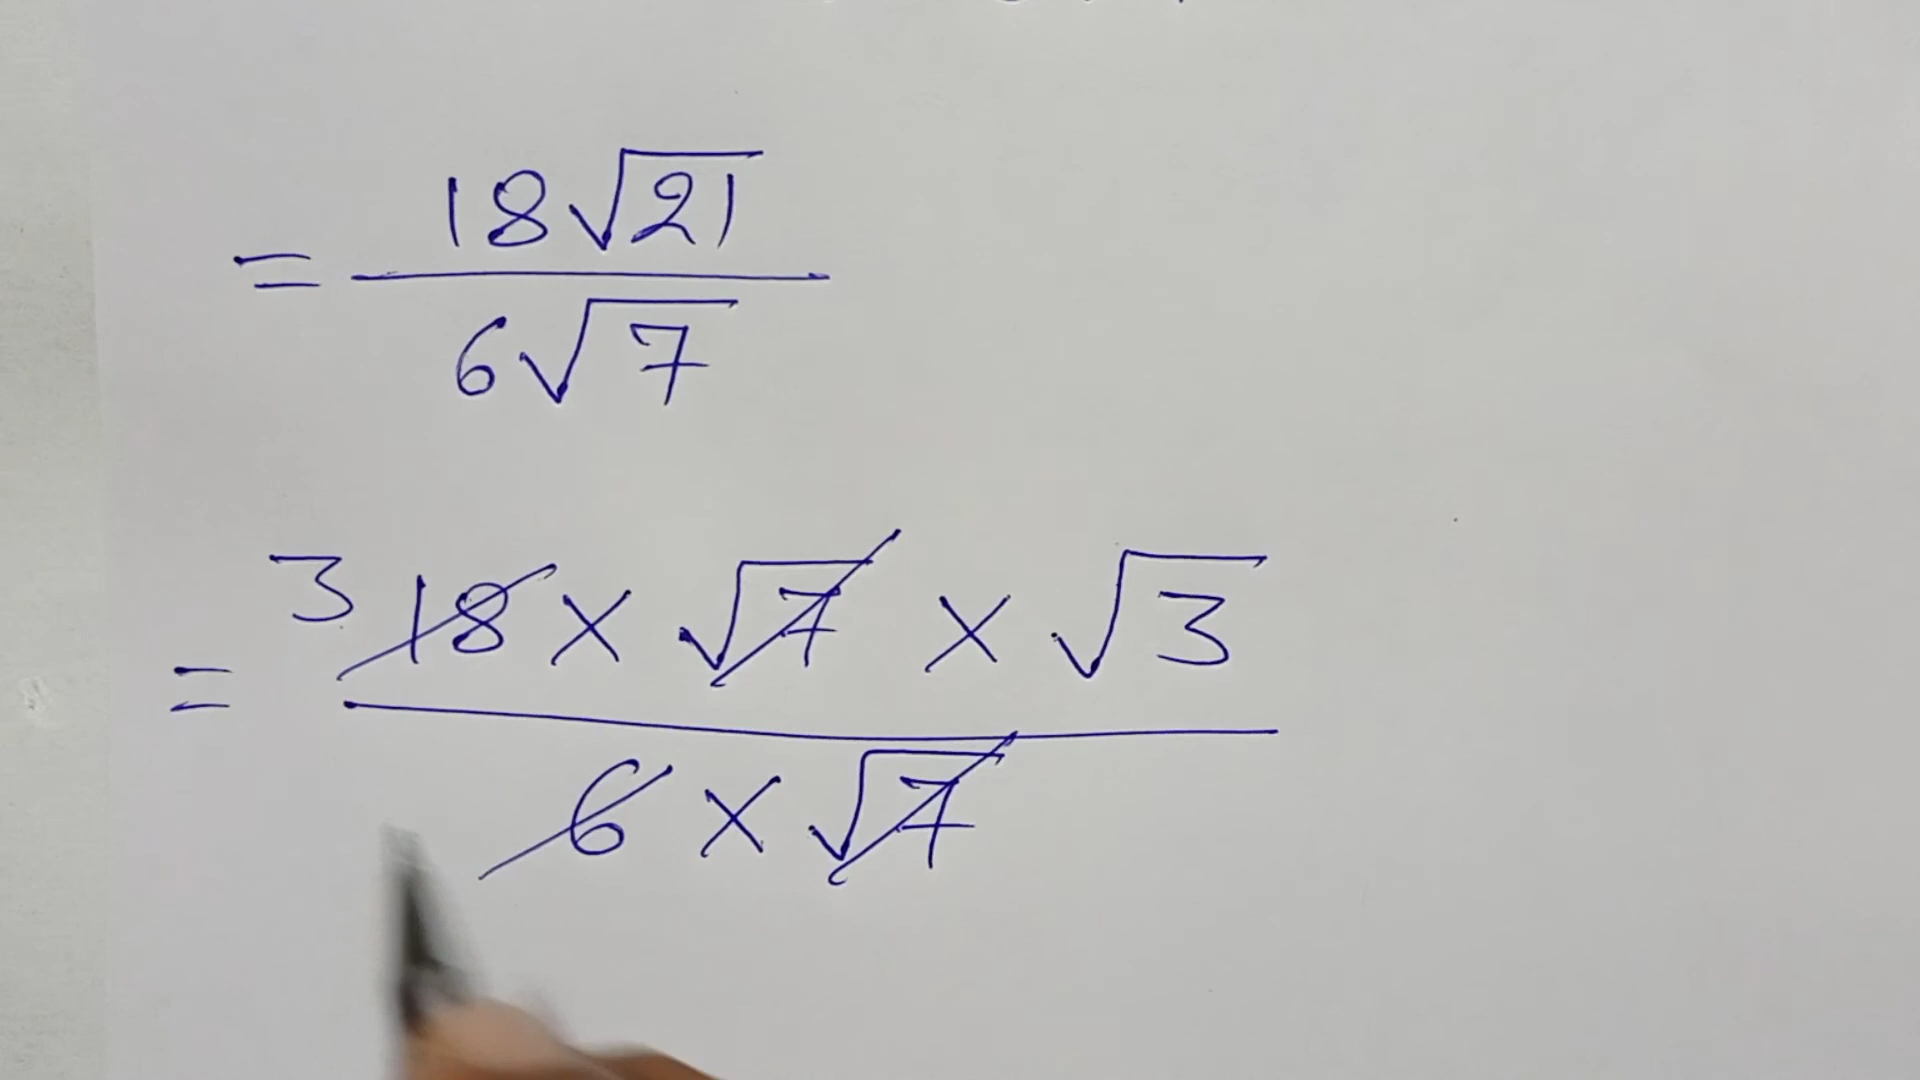 = 18√21 / 6√7
= 3 18 × √7 × √3 / 6 × √7